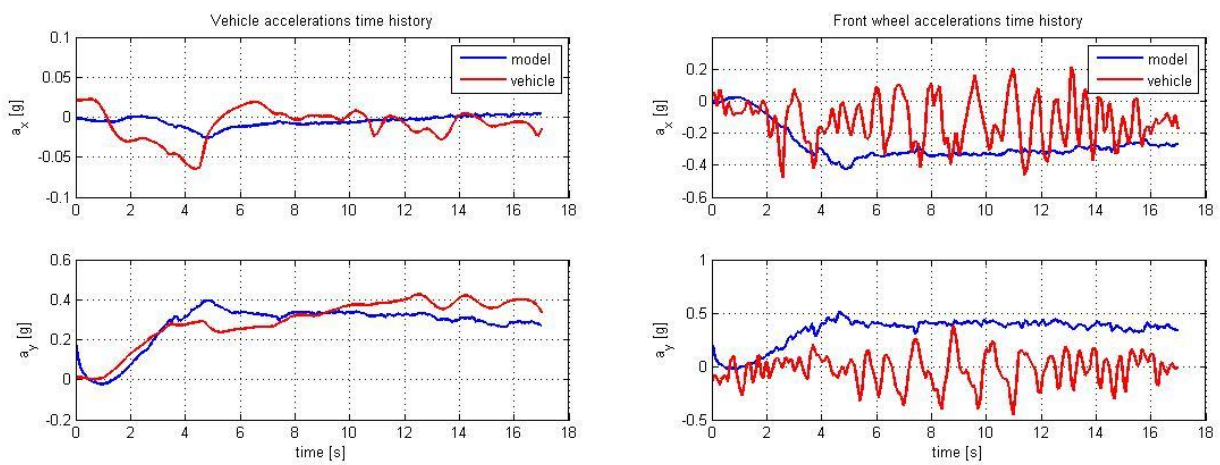 Vehicle accelerations time history
0.1
0.05
0
-0.05
-0.1
a_x [g]
model
vehicle
0 2 4 6 8 10 12 14 16 18
Front wheel accelerations time history
0.2
0
-0.2
-0.4
-0.6
a_x [g]
model
vehicle
0 2 4 6 8 10 12 14 16 18
0.6
0.4
0.2
0
-0.2
a_y [g]
0 2 4 6 8 10 12 14 16 18
time [s]
1
0.5
0
-0.5
a_y [g]
0 2 4 6 8 10 12 14 16 18
time [s]